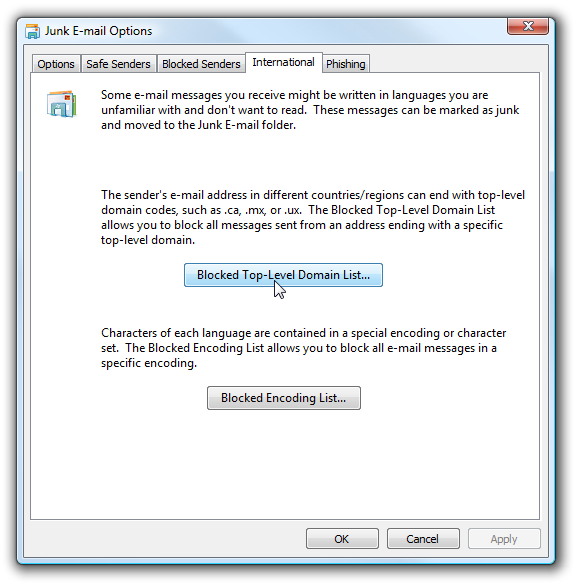 Junk E-mail Options
Options Safe Senders Blocked Senders International Phishing
Some e-mail messages you receive might be written in languages you are
unfamiliar with and don't want to read.  These messages can be marked as junk
and moved to the Junk E-mail folder.
The sender's e-mail address in different countries/regions can end with top-level
domain codes, such as .ca, .mx, or .ux.  The Blocked Top-Level Domain List
allows you to block all messages sent from an address ending with a specific
top-level domain.
Blocked Top-Level Domain List...
Characters of each language are contained in a special encoding or character
set.  The Blocked Encoding List allows you to block all e-mail messages in a
specific encoding.
Blocked Encoding List...
OK Cancel Apply